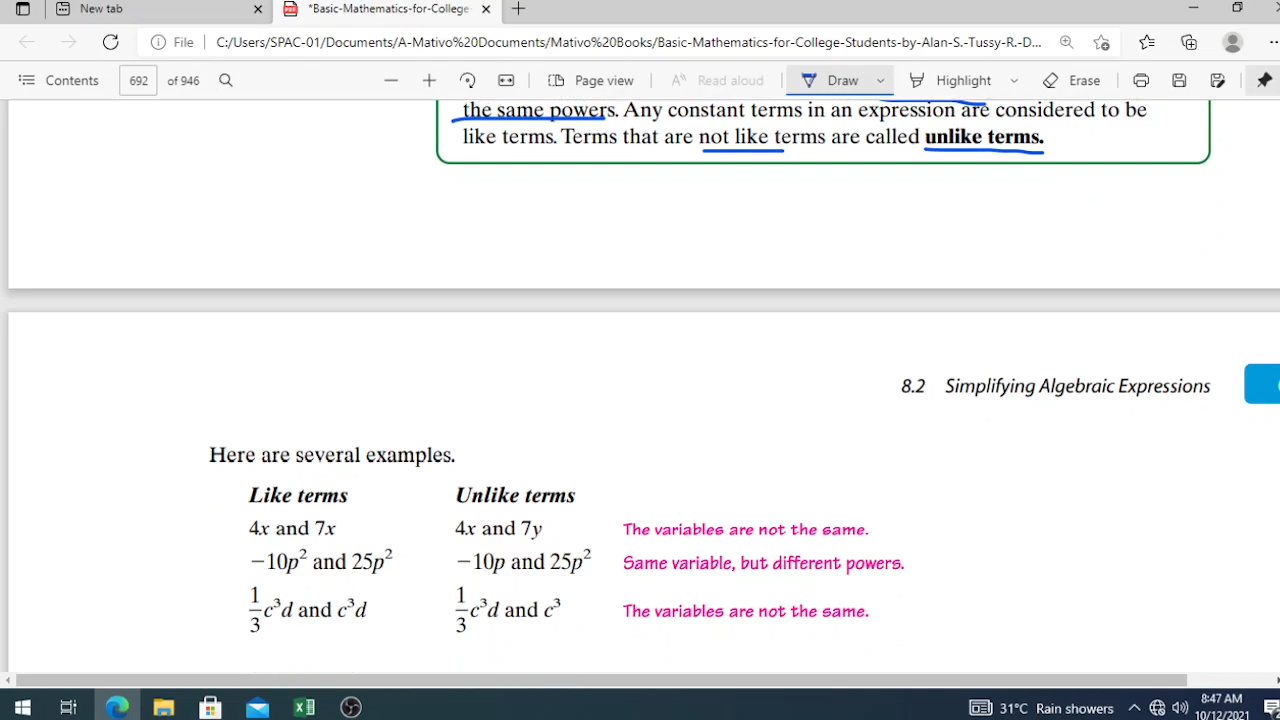 New tab
*Basic-Mathematics-for-College-
File
C:/Users/SPAC-01/Documents/A-Mativo%20Documents/Mativo%20Books/Basic-Mathematics-for-College-Students-by-Alan-S.-Tussy-R.-D...
Contents 692 of 946 Page view Read aloud Draw Highlight Erase
the same powers. Any constant terms in an expression are considered to be
like terms. Terms that are not like terms are called unlike terms.
8.2 Simplifying Algebraic Expressions
Here are several examples.
Like terms Unlike terms
4x and 7x 4x and 7y The variables are not the same.
−10p² and 25p² −10p and 25p² Same variable, but different powers.
1/3 c³d and c³d 1/3 c³d and c³ The variables are not the same.
31°C Rain showers
8:47 AM
10/12/2021